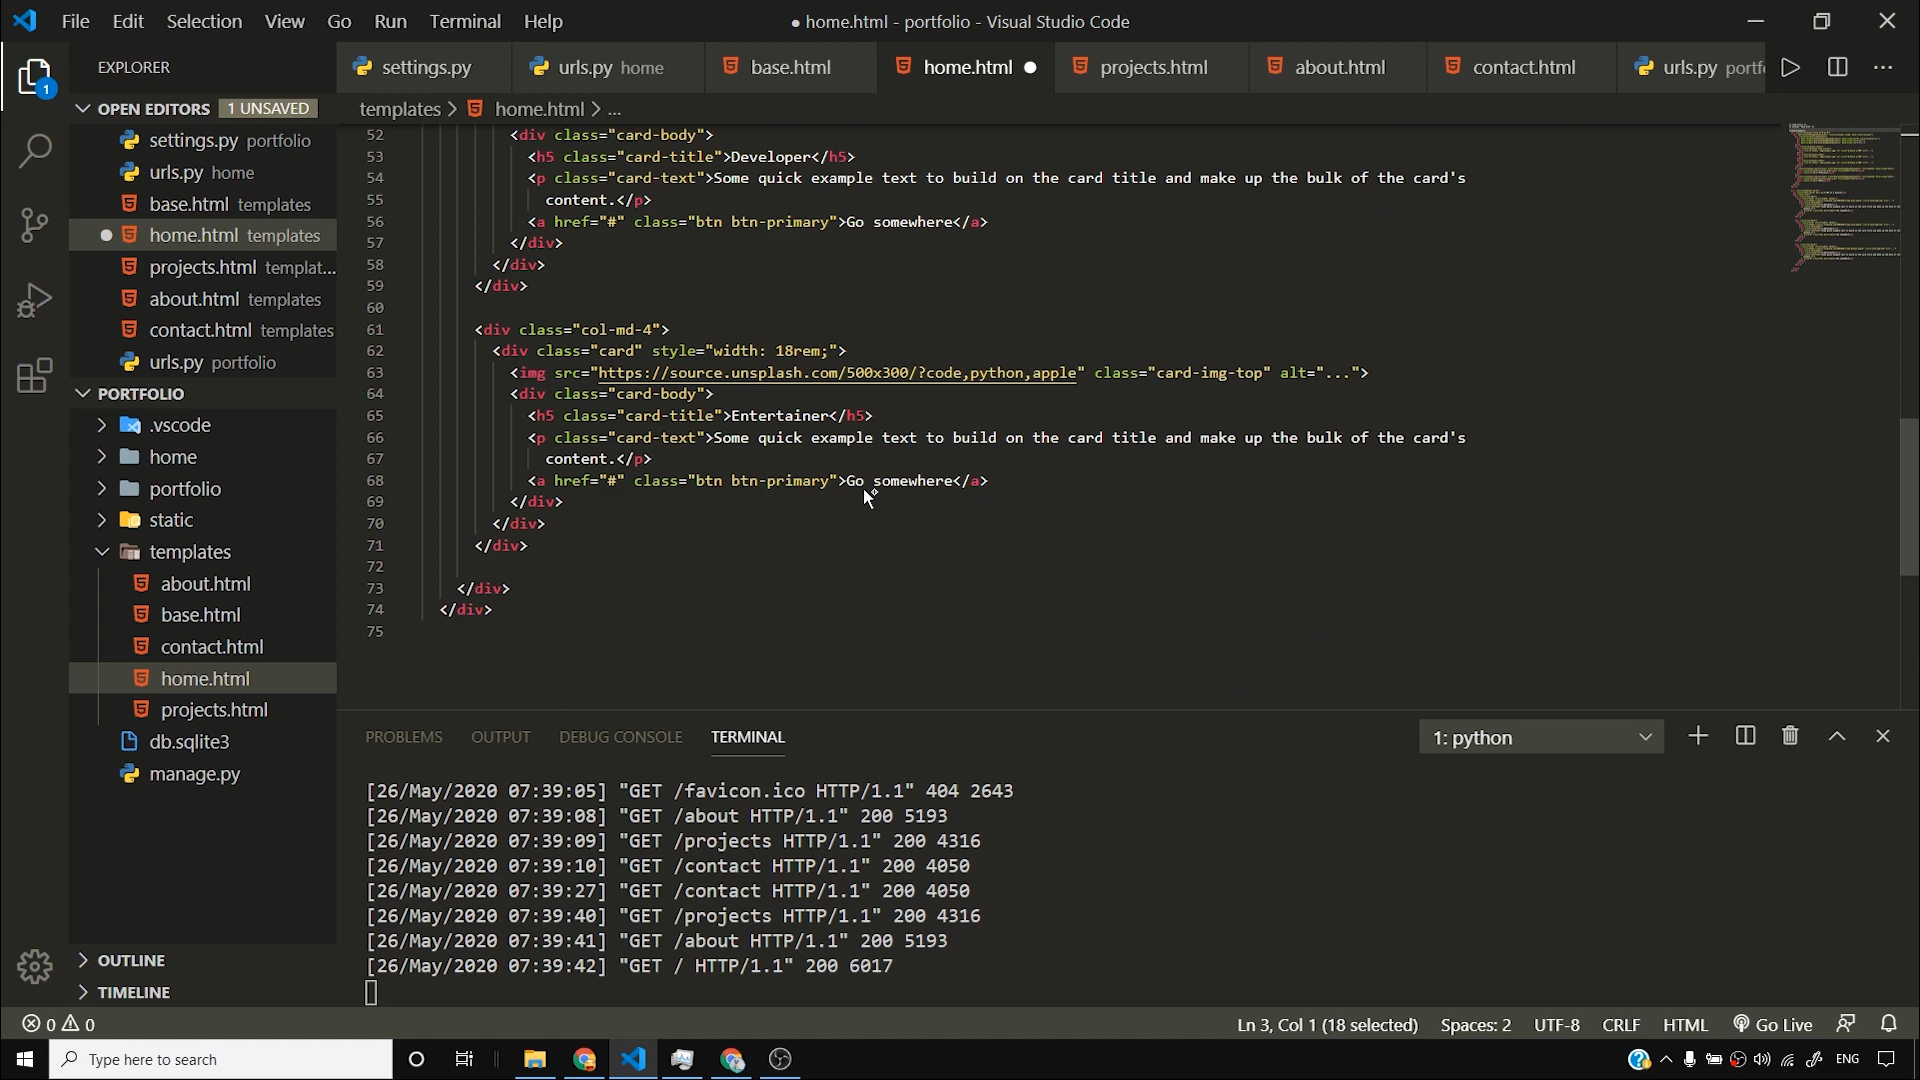 File Edit Selection View Go Run Terminal Help
● home.html - portfolio - Visual Studio Code
EXPLORER
settings.py
urls.py home
base.html
home.html ●
projects.html
about.html
contact.html
urls.py
templates > home.html > ...
OPEN EDITORS 1 UNSAVED
settings.py portfolio
urls.py home
base.html templates
home.html templates
projects.html templat...
about.html templates
contact.html templates
urls.py portfolio
PORTFOLIO
.vscode
home
portfolio
static
templates
about.html
base.html
contact.html
home.html
projects.html
db.sqlite3
manage.py
OUTLINE
TIMELINE
1
52 <div class="card-body">
53 <h5 class="card-title">Developer</h5>
54 <p class="card-text">Some quick example text to build on the card title and make up the bulk of the card's
55 content.</p>
56 <a href="#" class="btn btn-primary">Go somewhere</a>
57 </div>
58 </div>
59 </div>
60
61 <div class="col-md-4">
62 <div class="card" style="width: 18rem;">
63 <img src="https://source.unsplash.com/500x300/?code,python,apple" class="card-img-top" alt="...">
64 <div class="card-body">
65 <h5 class="card-title">Entertainer</h5>
66 <p class="card-text">Some quick example text to build on the card title and make up the bulk of the card's
67 content.</p>
68 <a href="#" class="btn btn-primary">Go somewhere</a>
69 </div>
70 </div>
71 </div>
72
73 </div>
74 </div>
75
PROBLEMS OUTPUT DEBUG CONSOLE TERMINAL
1: python
[26/May/2020 07:39:05] "GET /favicon.ico HTTP/1.1" 404 2643
[26/May/2020 07:39:08] "GET /about HTTP/1.1" 200 5193
[26/May/2020 07:39:09] "GET /projects HTTP/1.1" 200 4316
[26/May/2020 07:39:10] "GET /contact HTTP/1.1" 200 4050
[26/May/2020 07:39:27] "GET /contact HTTP/1.1" 200 4050
[26/May/2020 07:39:40] "GET /projects HTTP/1.1" 200 4316
[26/May/2020 07:39:41] "GET /about HTTP/1.1" 200 5193
[26/May/2020 07:39:42] "GET / HTTP/1.1" 200 6017
0 0
Ln 3, Col 1 (18 selected) Spaces: 2 UTF-8 CRLF HTML Go Live
Type here to search
ENG